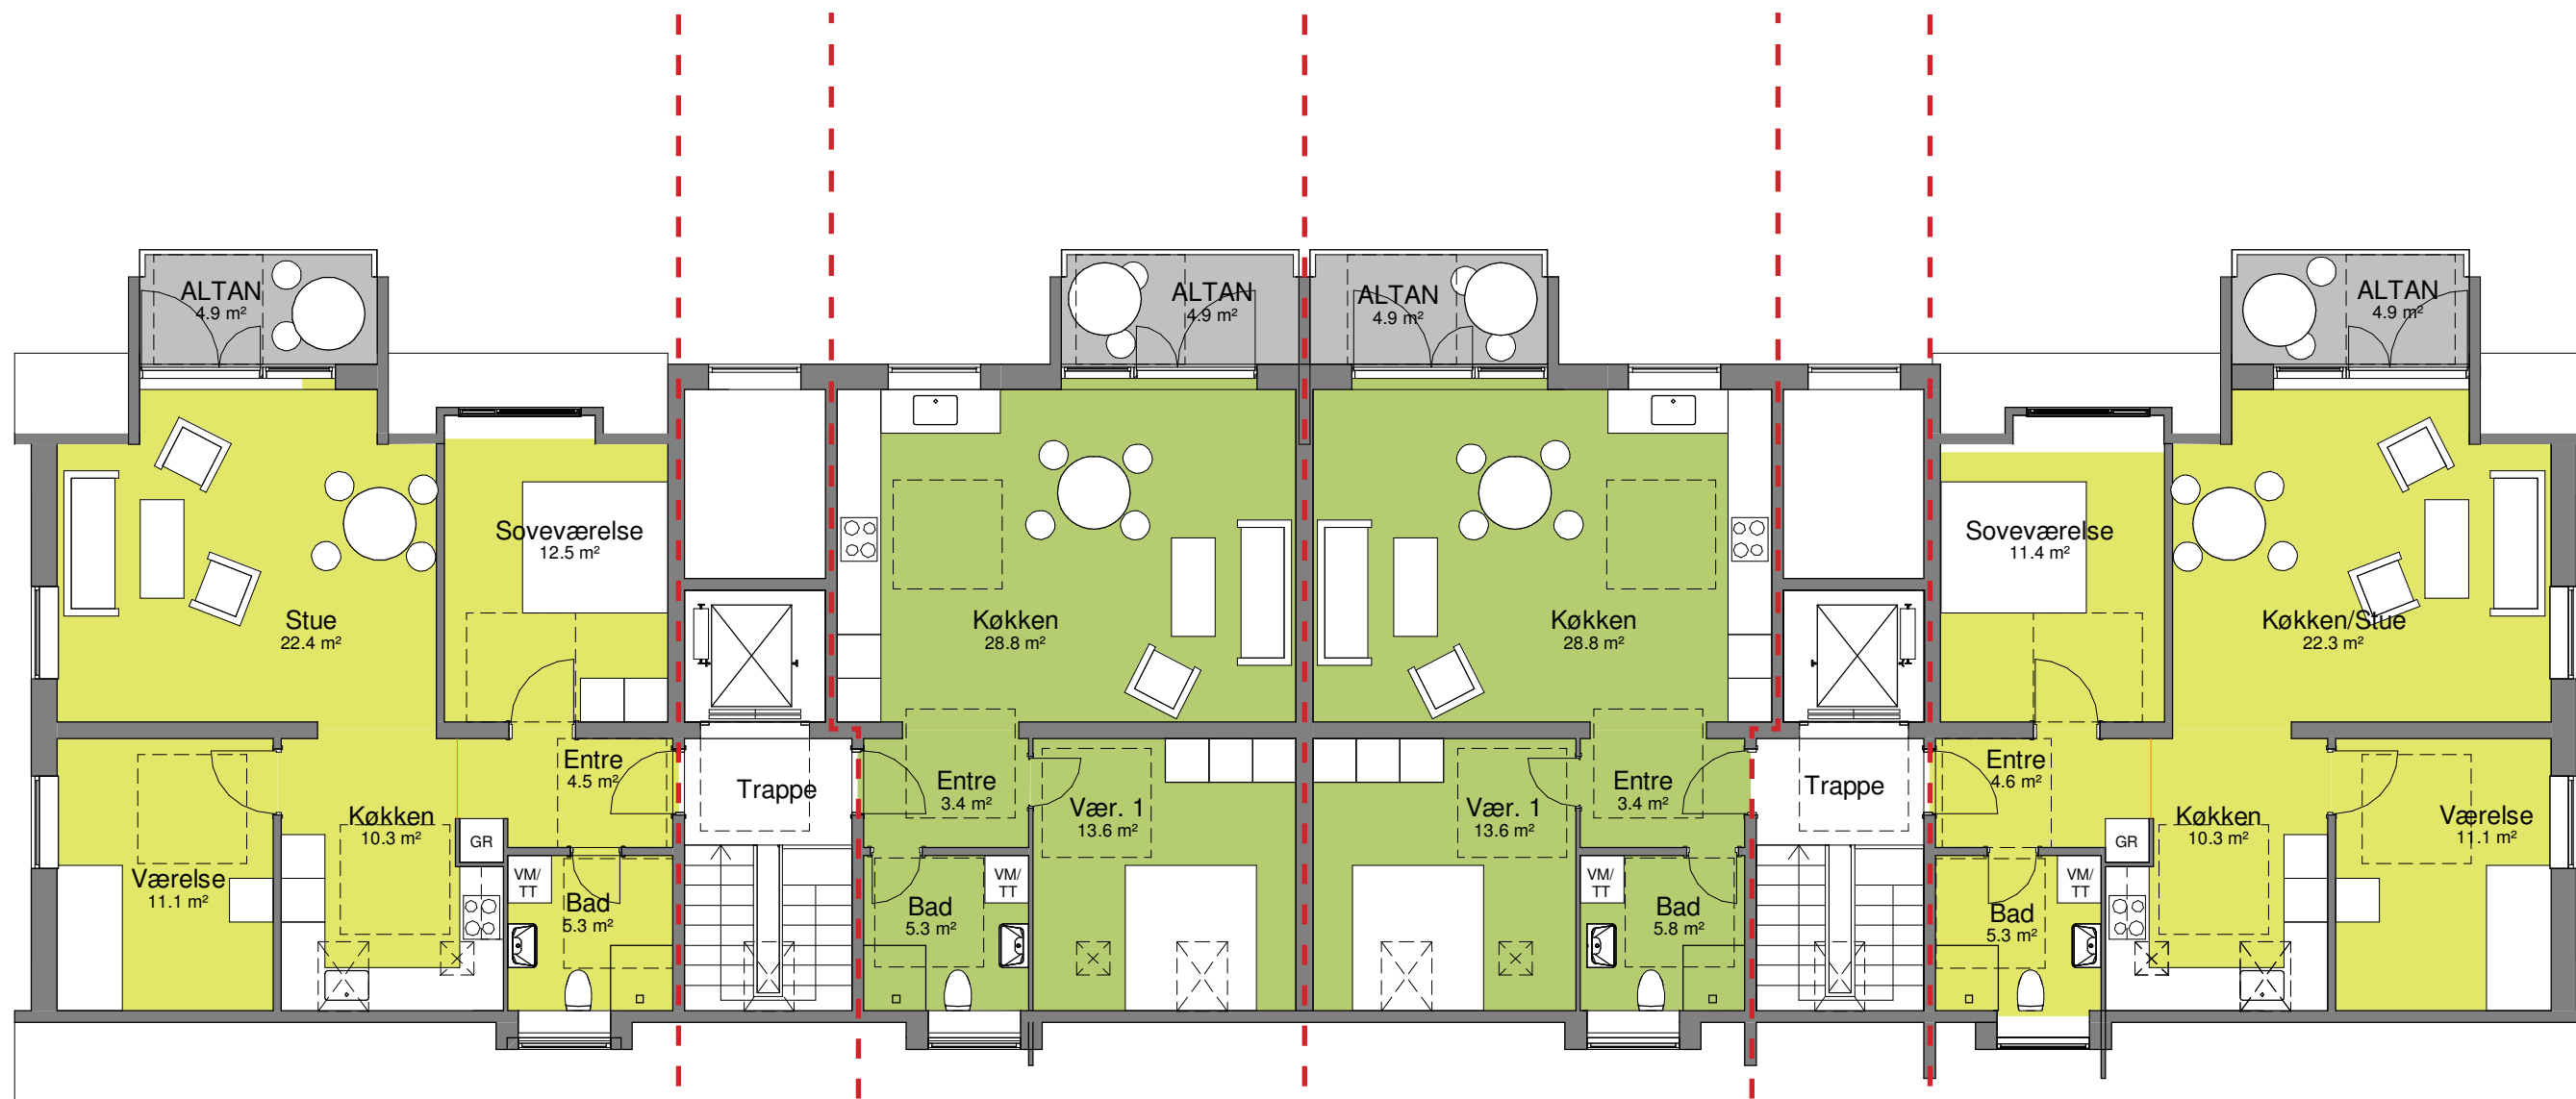 ALTAN
4.9 m²
ALTAN
4.9 m²
ALTAN
4.9 m²
ALTAN
4.9 m²
Stue
22.4 m²
Soveværelse
12.5 m²
Køkken
28.8 m²
Køkken
28.8 m²
Soveværelse
11.4 m²
Køkken/Stue
22.3 m²
Værelse
11.1 m²
Køkken
10.3 m²
GR
Entre
4.5 m²
VM/
TT
Bad
5.3 m²
Trappe
Entre
3.4 m²
Bad
5.3 m²
VM/
TT
Vær. 1
13.6 m²
Vær. 1
13.6 m²
Entre
3.4 m²
VM/
TT
Bad
5.8 m²
Trappe
Entre
4.6 m²
Bad
5.3 m²
VM/
TT
GR
Køkken
10.3 m²
Værelse
11.1 m²